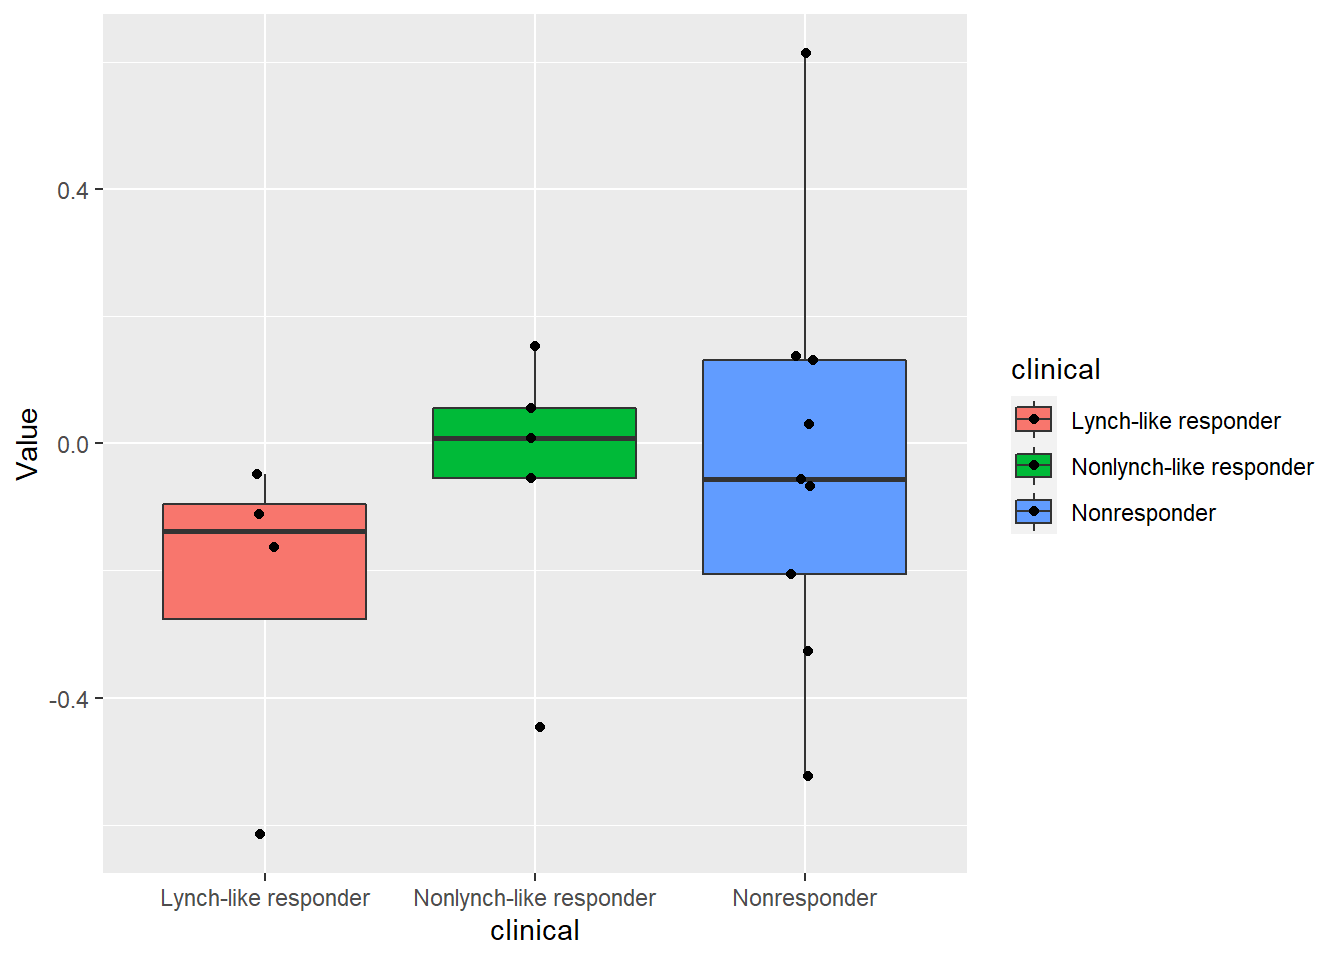 0.4
0.0
-0.4
Value
Lynch-like responder
Nonlynch-like responder
Nonresponder
clinical
clinical
Lynch-like responder
Nonlynch-like responder
Nonresponder